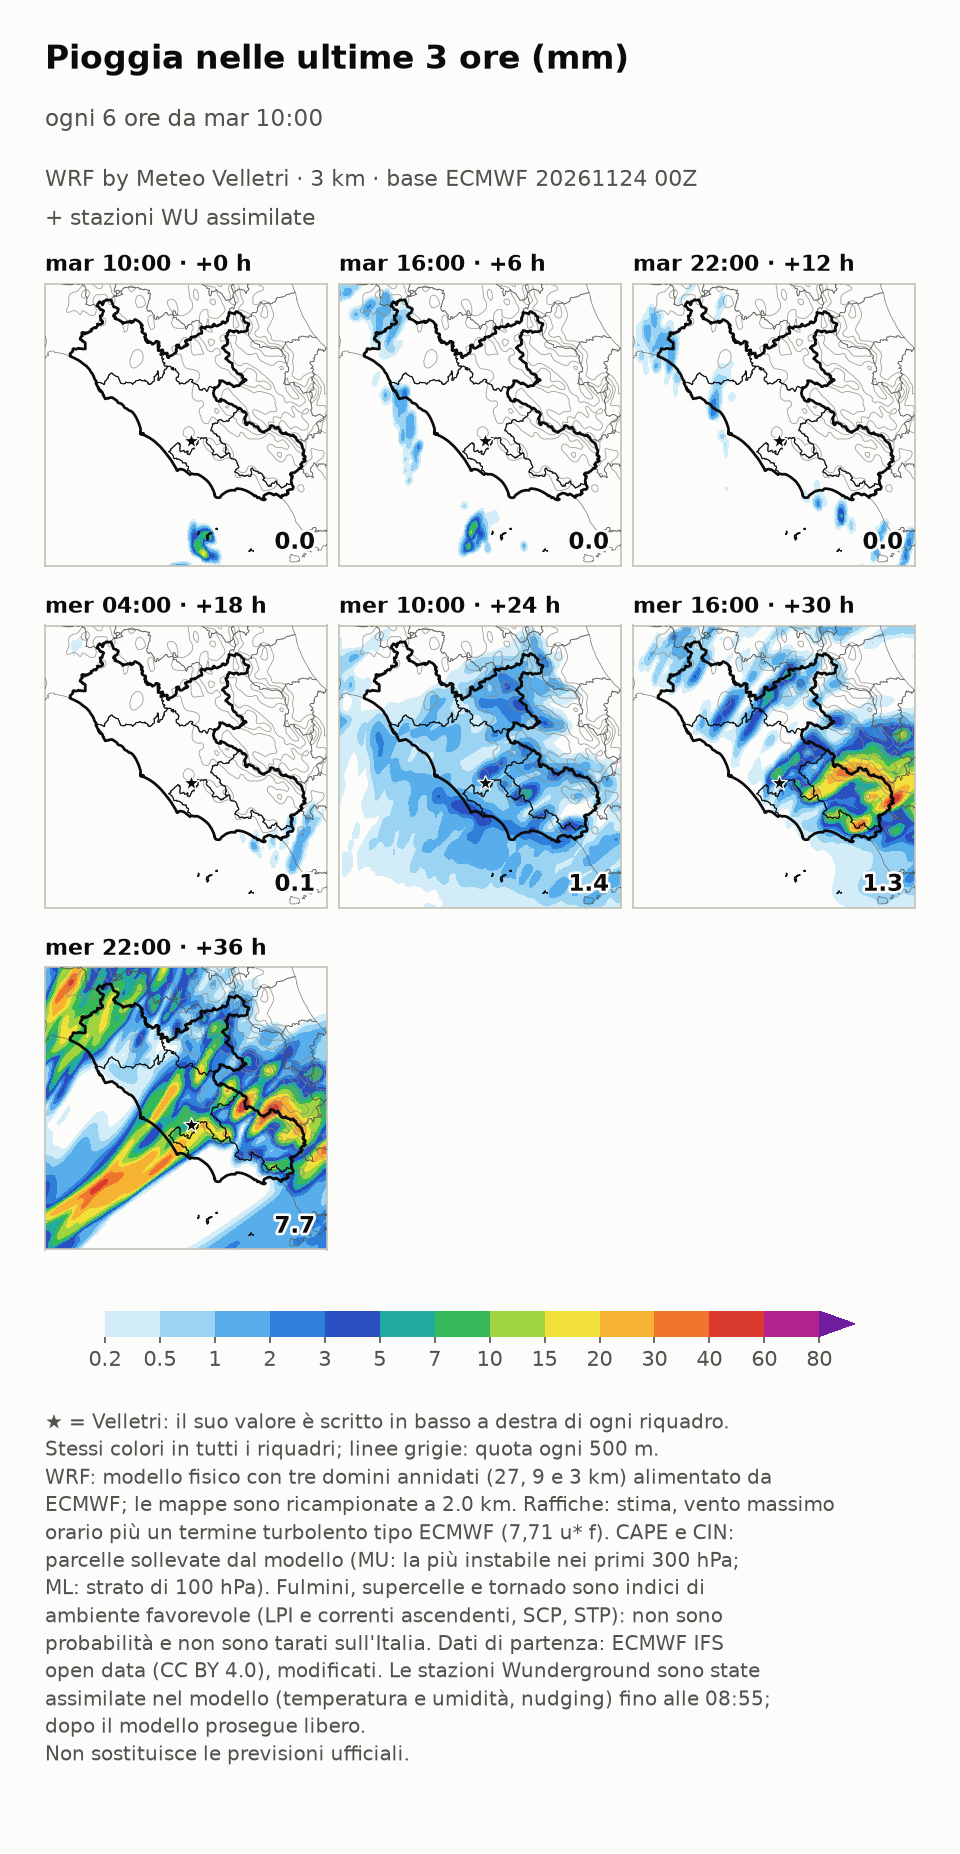 Pioggia nelle ultime 3 ore (mm)
ogni 6 ore da mar 10:00
WRF by Meteo Velletri · 3 km · base ECMWF 20261124 00Z
+ stazioni WU assimilate
mar 10:00 · +0 h
mar 16:00 · +6 h
mar 22:00 · +12 h
0.0
0.0
0.0
mer 04:00 · +18 h
mer 10:00 · +24 h
mer 16:00 · +30 h
0.1
1.4
1.3
mer 22:00 · +36 h
7.7
0.2 0.5 1 2 3 5 7 10 15 20 30 40 60 80
★ = Velletri: il suo valore è scritto in basso a destra di ogni riquadro.
Stessi colori in tutti i riquadri; linee grigie: quota ogni 500 m.
WRF: modello fisico con tre domini annidati (27, 9 e 3 km) alimentato da
ECMWF; le mappe sono ricampionate a 2.0 km. Raffiche: stima, vento massimo
orario più un termine turbolento tipo ECMWF (7,71 u* f). CAPE e CIN:
parcelle sollevate dal modello (MU: la più instabile nei primi 300 hPa;
ML: strato di 100 hPa). Fulmini, supercelle e tornado sono indici di
ambiente favorevole (LPI e correnti ascendenti, SCP, STP): non sono
probabilità e non sono tarati sull'Italia. Dati di partenza: ECMWF IFS
open data (CC BY 4.0), modificati. Le stazioni Wunderground sono state
assimilate nel modello (temperatura e umidità, nudging) fino alle 08:55;
dopo il modello prosegue libero.
Non sostituisce le previsioni ufficiali.